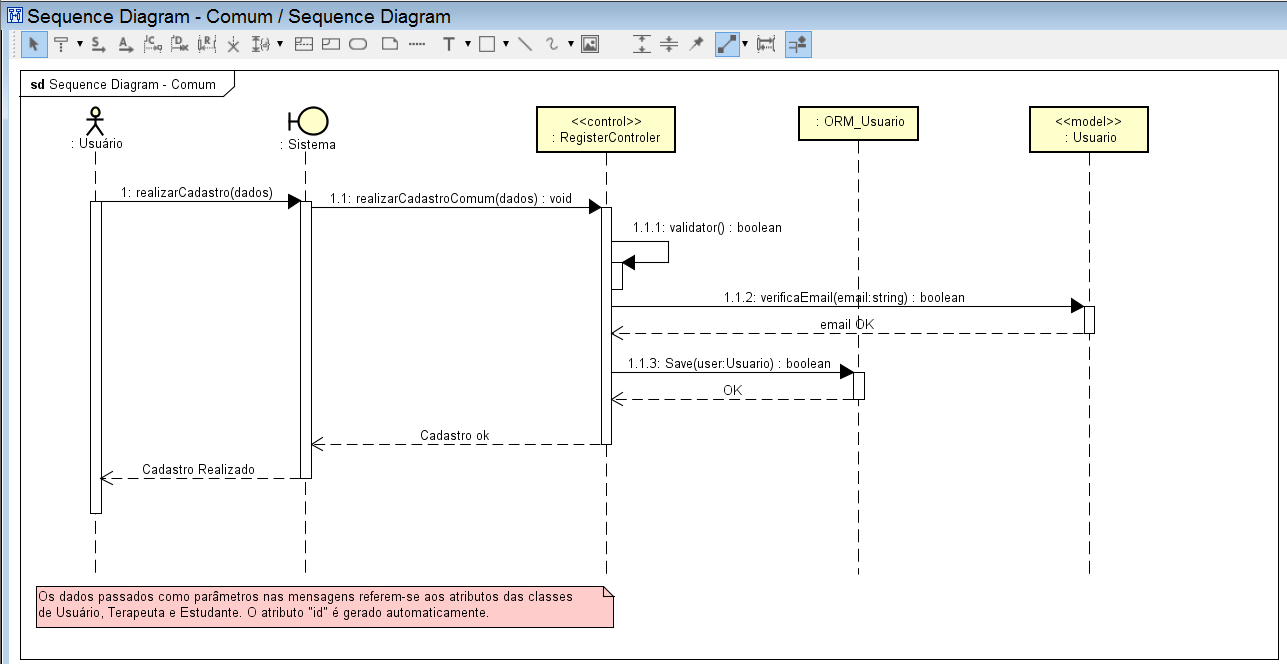 Sequence Diagram - Comum / Sequence Diagram
sd Sequence Diagram - Comum
: Usuário
: Sistema
<<control>>
: RegisterControler
: ORM_Usuario
<<model>>
: Usuario
1: realizarCadastro(dados)
1.1: realizarCadastroComum(dados) : void
1.1.1: validator() : boolean
1.1.2: verificaEmail(email:string) : boolean
email OK
1.1.3: Save(user:Usuario) : boolean
OK
Cadastro ok
Cadastro Realizado
Os dados passados como parâmetros nas mensagens referem-se aos atributos das classes
de Usuário, Terapeuta e Estudante. O atributo "id" é gerado automaticamente.